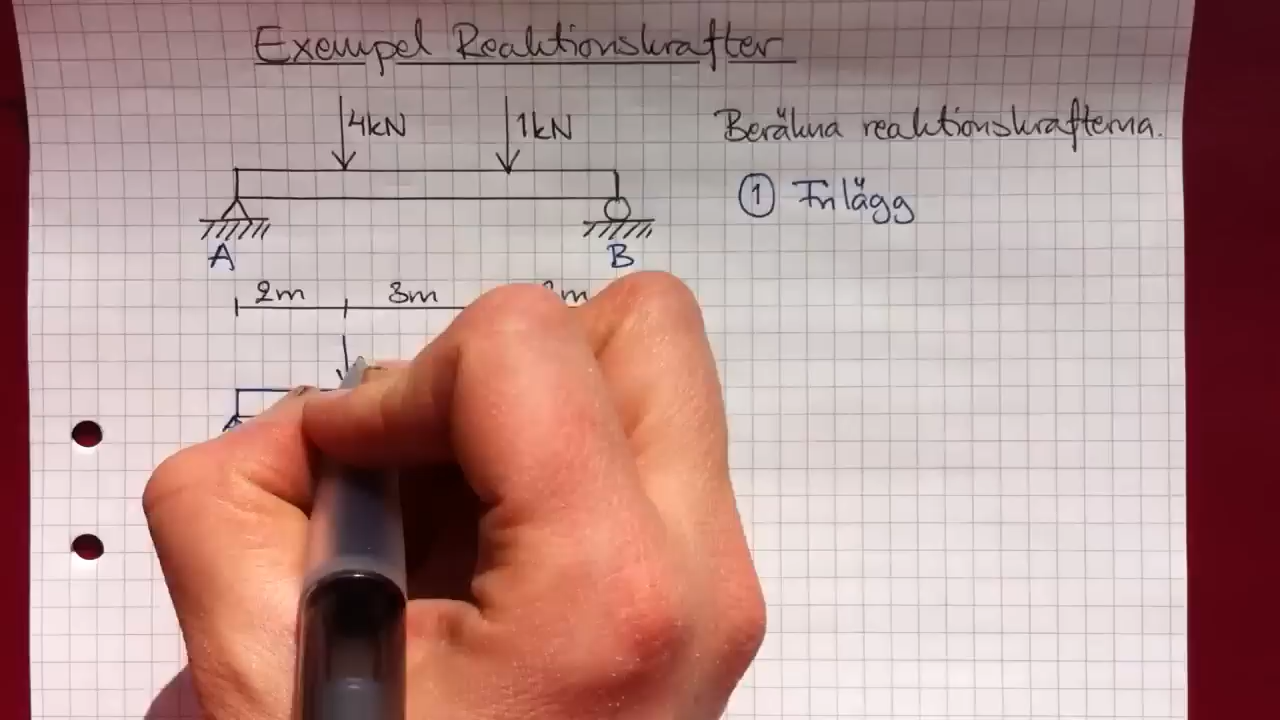 Exempel Reaktionskrafter
4kN
1kN
Beräkna reaktionskrafterna.
1 Frilägg
A
B
2m
3m
m